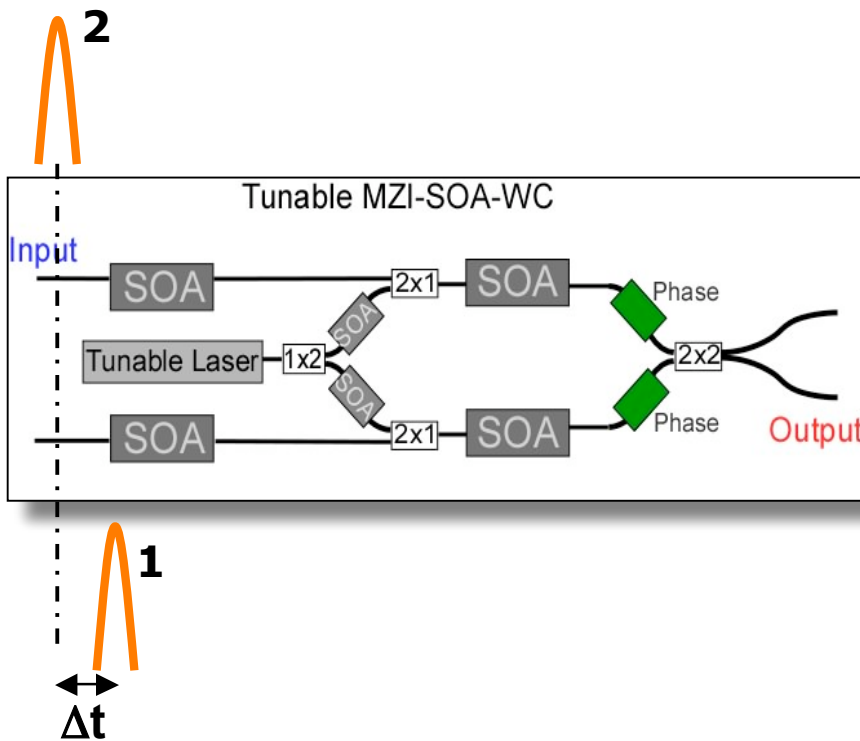 2
Tunable MZI-SOA-WC
Input
SOA
2x1
SOA
Phase
SOA
Tunable Laser
1x2
2x2
SOA
SOA
2x1
SOA
Phase
Output
1
Δt